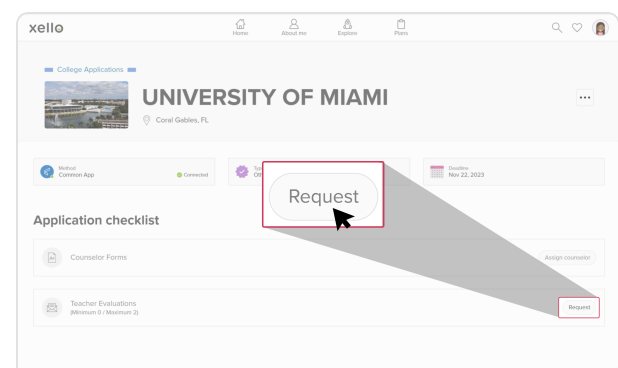 xello
Home
About me
Explore
Plans
College Applications
UNIVERSITY OF MIAMI
Coral Gables, FL
Method
Common App
Connected
Deadline
Nov 22, 2023
Request
Application checklist
Counselor Forms
Assign counselor
Teacher Evaluations
(Minimum 0 / Maximum 2)
Request